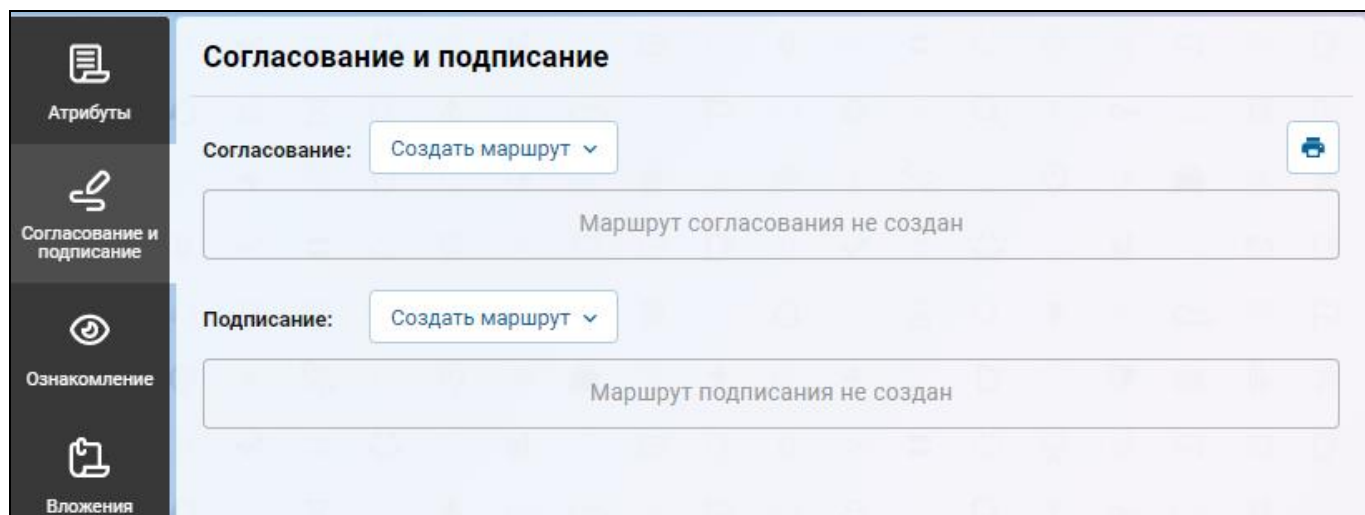 Атрибуты
Согласование и
подписание
Ознакомление
Вложения
Согласование и подписание
Согласование:
Создать маршрут
Маршрут согласования не создан
Подписание:
Создать маршрут
Маршрут подписания не создан